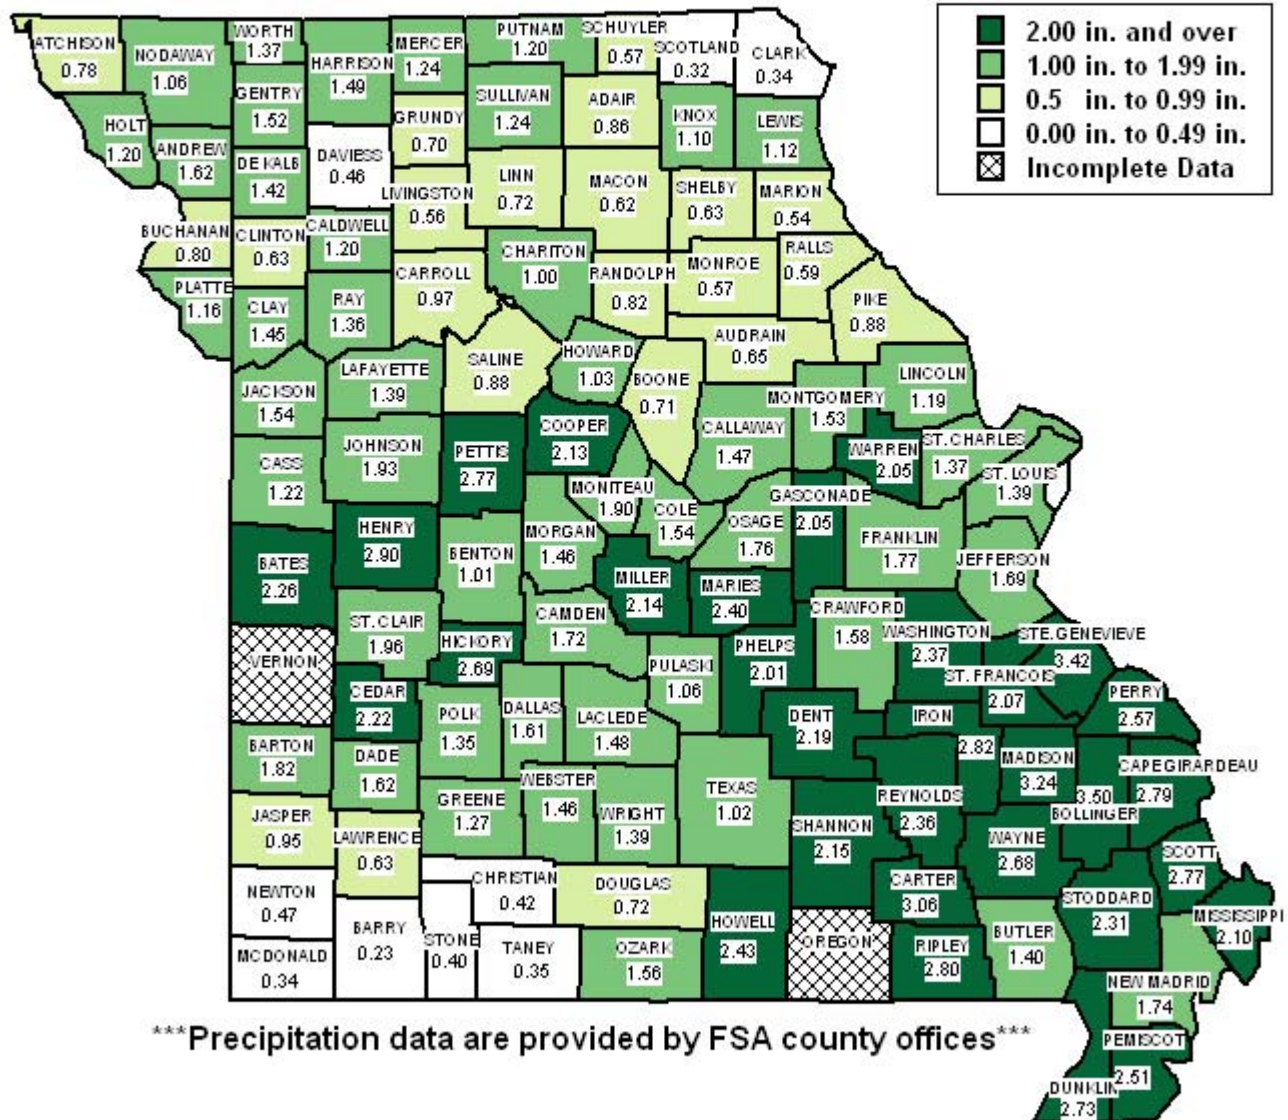 2.00 in. and over
1.00 in. to 1.99 in.
0.5 in. to 0.99 in.
0.00 in. to 0.49 in.
Incomplete Data
ATCHISON
0.78
NODAWAY
1.06
WORTH
1.37
HARRISON
1.49
MERCER
1.24
PUTNAM
1.20
SCHUYLER
0.57
SCOTLAND
0.32
CLARK
0.34
GENTRY
1.52
SULLIVAN
1.24
ADAIR
0.86
KNOX
1.10
LEWIS
1.12
HOLT
1.20
ANDREW
1.62
DE KALB
1.42
DAVIESS
0.46
GRUNDY
0.70
LIVINGSTON
0.56
LINN
0.72
MACON
0.62
SHELBY
0.63
MARION
0.54
BUCHANAN
0.80
CLINTON
0.63
CALDWELL
1.20
CARROLL
0.97
CHARITON
1.00
RANDOLPH
0.82
MONROE
0.57
RALLS
0.59
PIKE
0.88
PLATTE
1.16
CLAY
1.45
RAY
1.36
SALINE
0.88
HOWARD
1.03
BOONE
0.71
AUDRAIN
0.65
JACKSON
1.54
LAFAYETTE
1.39
COOPER
2.13
CALLAWAY
1.47
MONTGOMERY
1.53
LINCOLN
1.19
CASS
1.22
JOHNSON
1.93
PETTIS
2.77
MONITEAU
1.90
COLE
1.54
OSAGE
1.76
GASCONADE
2.05
WARREN
2.05
ST. CHARLES
1.37
ST. LOUIS
1.39
BATES
2.26
HENRY
2.90
BENTON
1.01
MORGAN
1.46
MILLER
2.14
MARIES
2.40
FRANKLIN
1.77
JEFFERSON
1.69
VERNON
ST. CLAIR
1.96
HICKORY
2.69
CAMDEN
1.72
PULASKI
1.06
PHELPS
2.01
CRAWFORD
1.58
WASHINGTON
2.37
STE. GENEVIEVE
3.42
ST. FRANCOIS
2.07
PERRY
2.57
CEDAR
2.22
POLK
1.35
DALLAS
1.61
LACLEDE
1.48
DENT
2.19
IRON
2.82
MADISON
3.24
BARTON
1.82
DADE
1.62
GREENE
1.27
WEBSTER
1.46
WRIGHT
1.39
TEXAS
1.02
REYNOLDS
2.36
3.50
BOLLINGER
CAPE GIRARDEAU
2.79
JASPER
0.95
LAWRENCE
0.63
SHANNON
2.15
WAYNE
2.68
SCOTT
2.77
NEWTON
0.47
CHRISTIAN
0.42
DOUGLAS
0.72
HOWELL
2.43
CARTER
3.06
STODDARD
2.31
MISSISSIPPI
2.10
MCDONALD
0.34
BARRY
0.23
STONE
0.40
TANEY
0.35
OZARK
1.56
OREGON
RIPLEY
2.80
BUTLER
1.40
NEW MADRID
1.74
PEMISCOT
2.51
DUNKLIN
2.73
***Precipitation data are provided by FSA county offices***